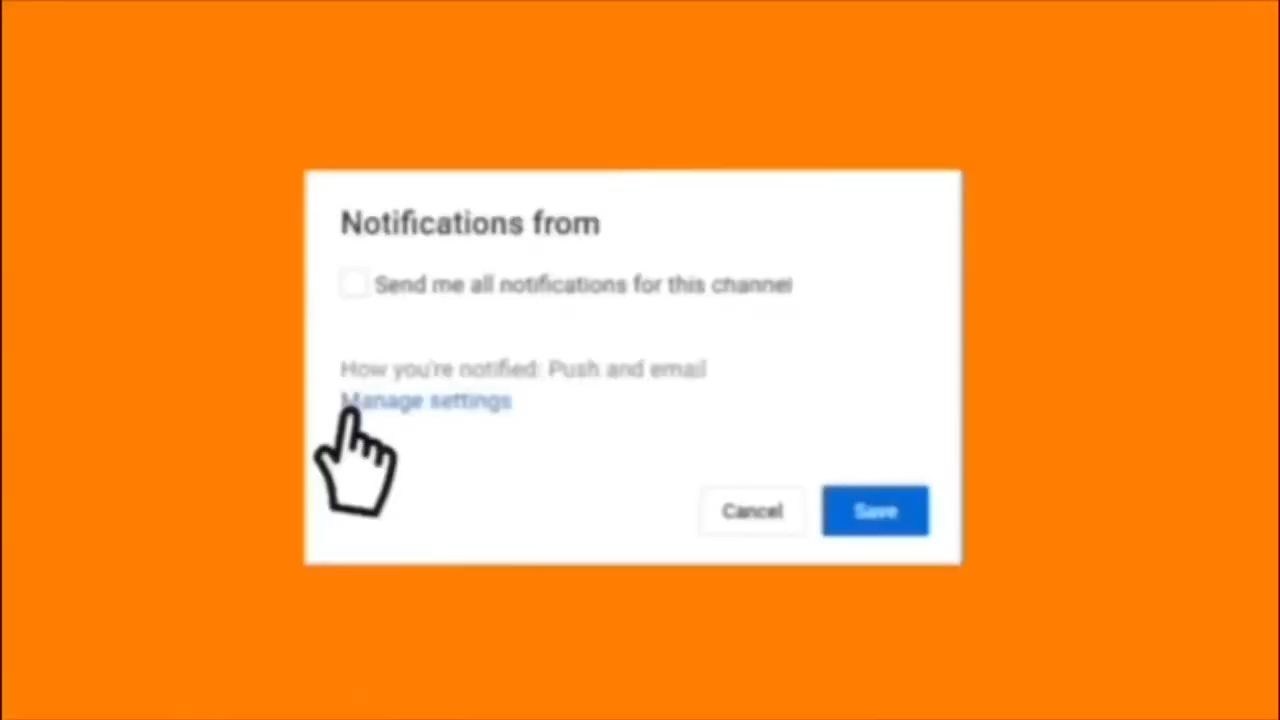 Notifications from
Send me all notifications for this channel
How you're notified: Push and email
Manage settings
Cancel
Save